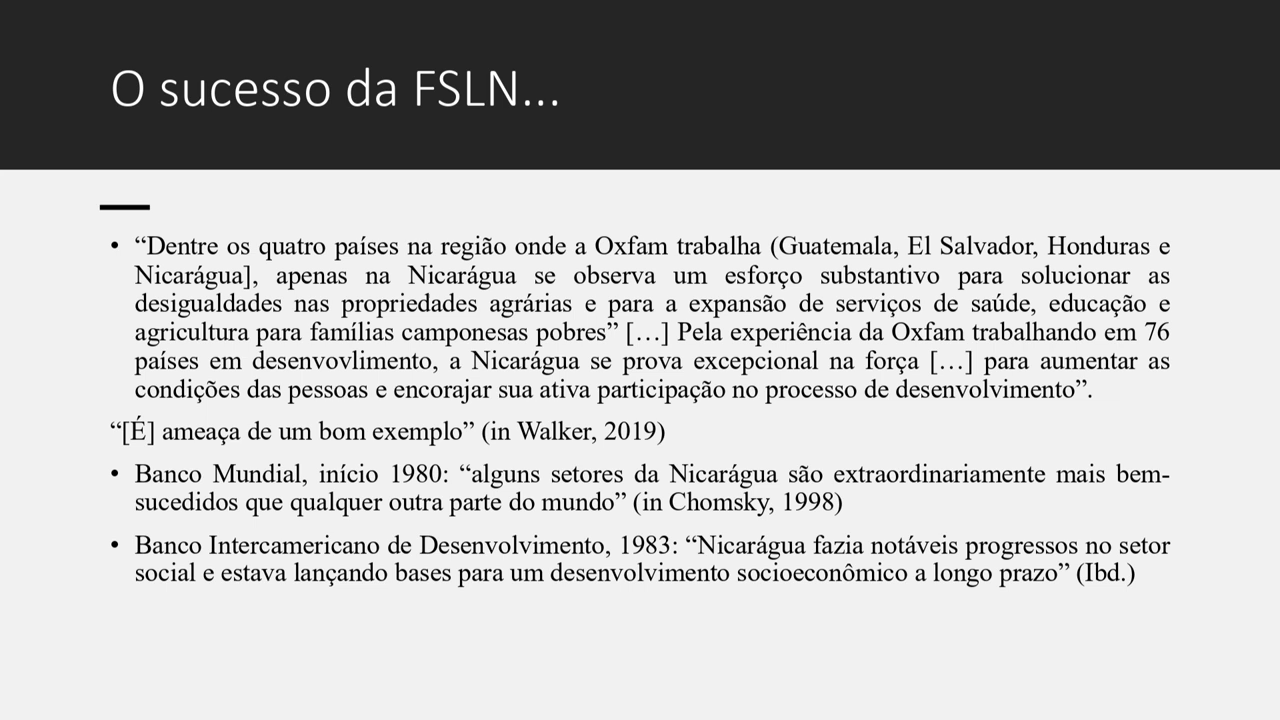 O sucesso da FSLN...
• “Dentre os quatro países na região onde a Oxfam trabalha (Guatemala, El Salvador, Honduras e
Nicarágua], apenas na Nicarágua se observa um esforço substantivo para solucionar as
desigualdades nas propriedades agrárias e para a expansão de serviços de saúde, educação e
agricultura para famílias camponesas pobres” […] Pela experiência da Oxfam trabalhando em 76
países em desenvovlimento, a Nicarágua se prova excepcional na força […] para aumentar as
condições das pessoas e encorajar sua ativa participação no processo de desenvolvimento”.
“[É] ameaça de um bom exemplo” (in Walker, 2019)
• Banco Mundial, início 1980: “alguns setores da Nicarágua são extraordinariamente mais bem-
sucedidos que qualquer outra parte do mundo” (in Chomsky, 1998)
• Banco Intercamericano de Desenvolvimento, 1983: “Nicarágua fazia notáveis progressos no setor
social e estava lançando bases para um desenvolvimento socioeconômico a longo prazo” (Ibd.)